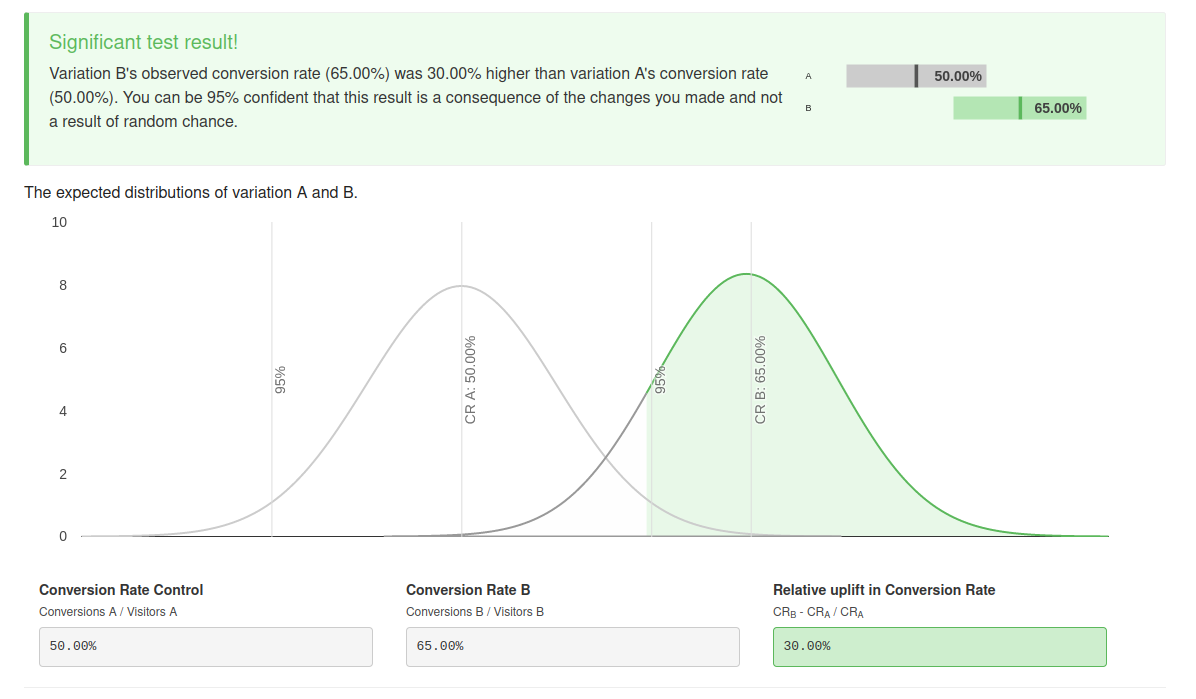 Significant test result!
Variation B's observed conversion rate (65.00%) was 30.00% higher than variation A's conversion rate
(50.00%). You can be 95% confident that this result is a consequence of the changes you made and not
a result of random chance.
A
50.00%
B
65.00%
The expected distributions of variation A and B.
10
8
6
4
2
0
95%
CR A: 50.00%
95%
CR B: 65.00%
Conversion Rate Control
Conversions A / Visitors A
50.00%
Conversion Rate B
Conversions B / Visitors B
65.00%
Relative uplift in Conversion Rate
CRB - CRA / CRA
30.00%